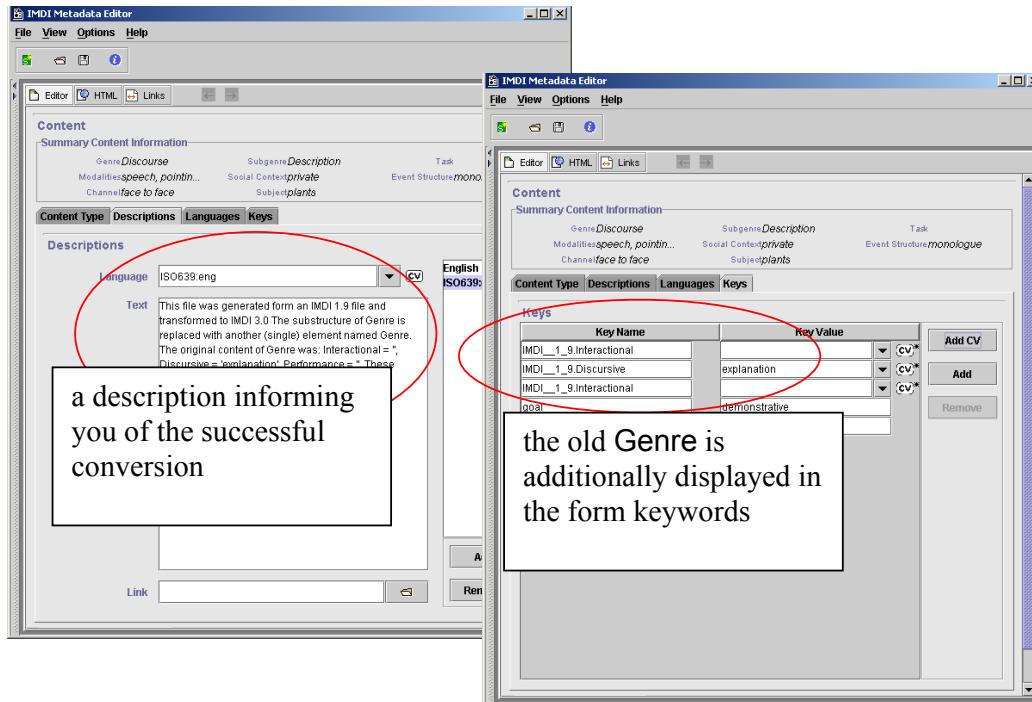 IMDI Metadata Editor
File View Options Help
Editor HTML Links
Content
Summary Content Information
Genre Discourse Subgenre Description Task
Modalities speech, pointin... Social Context private Event Structure mono.
Channel face to face Subject plants
Content Type Descriptions Languages Keys
Descriptions
Language ISO639:eng CV
English
ISO639:
Text This file was generated form an IMDI 1.9 file and
transformed to IMDI 3.0 The substructure of Genre is
replaced with another (single) element named Genre.
The original content of Genre was: Interactional = ",
Discursive = 'explanation', Performance = ". These
a description informing
you of the successful
conversion
Link
A
Ren
IMDI Metadata Editor
File View Options Help
Editor HTML Links
Content
Summary Content Information
Genre Discourse Subgenre Description Task
Modalities speech, pointin... Social Context private Event Structure monologue
Channel face to face Subject plants
Content Type Descriptions Languages Keys
Keys
Key Name Key Value
IMDI__1_9.Interactional CV*
IMDI__1_9.Discursive explanation CV*
IMDI__1_9.Interactional CV*
goal demonstrative
Add CV
Add
Remove
the old Genre is
additionally displayed in
the form keywords